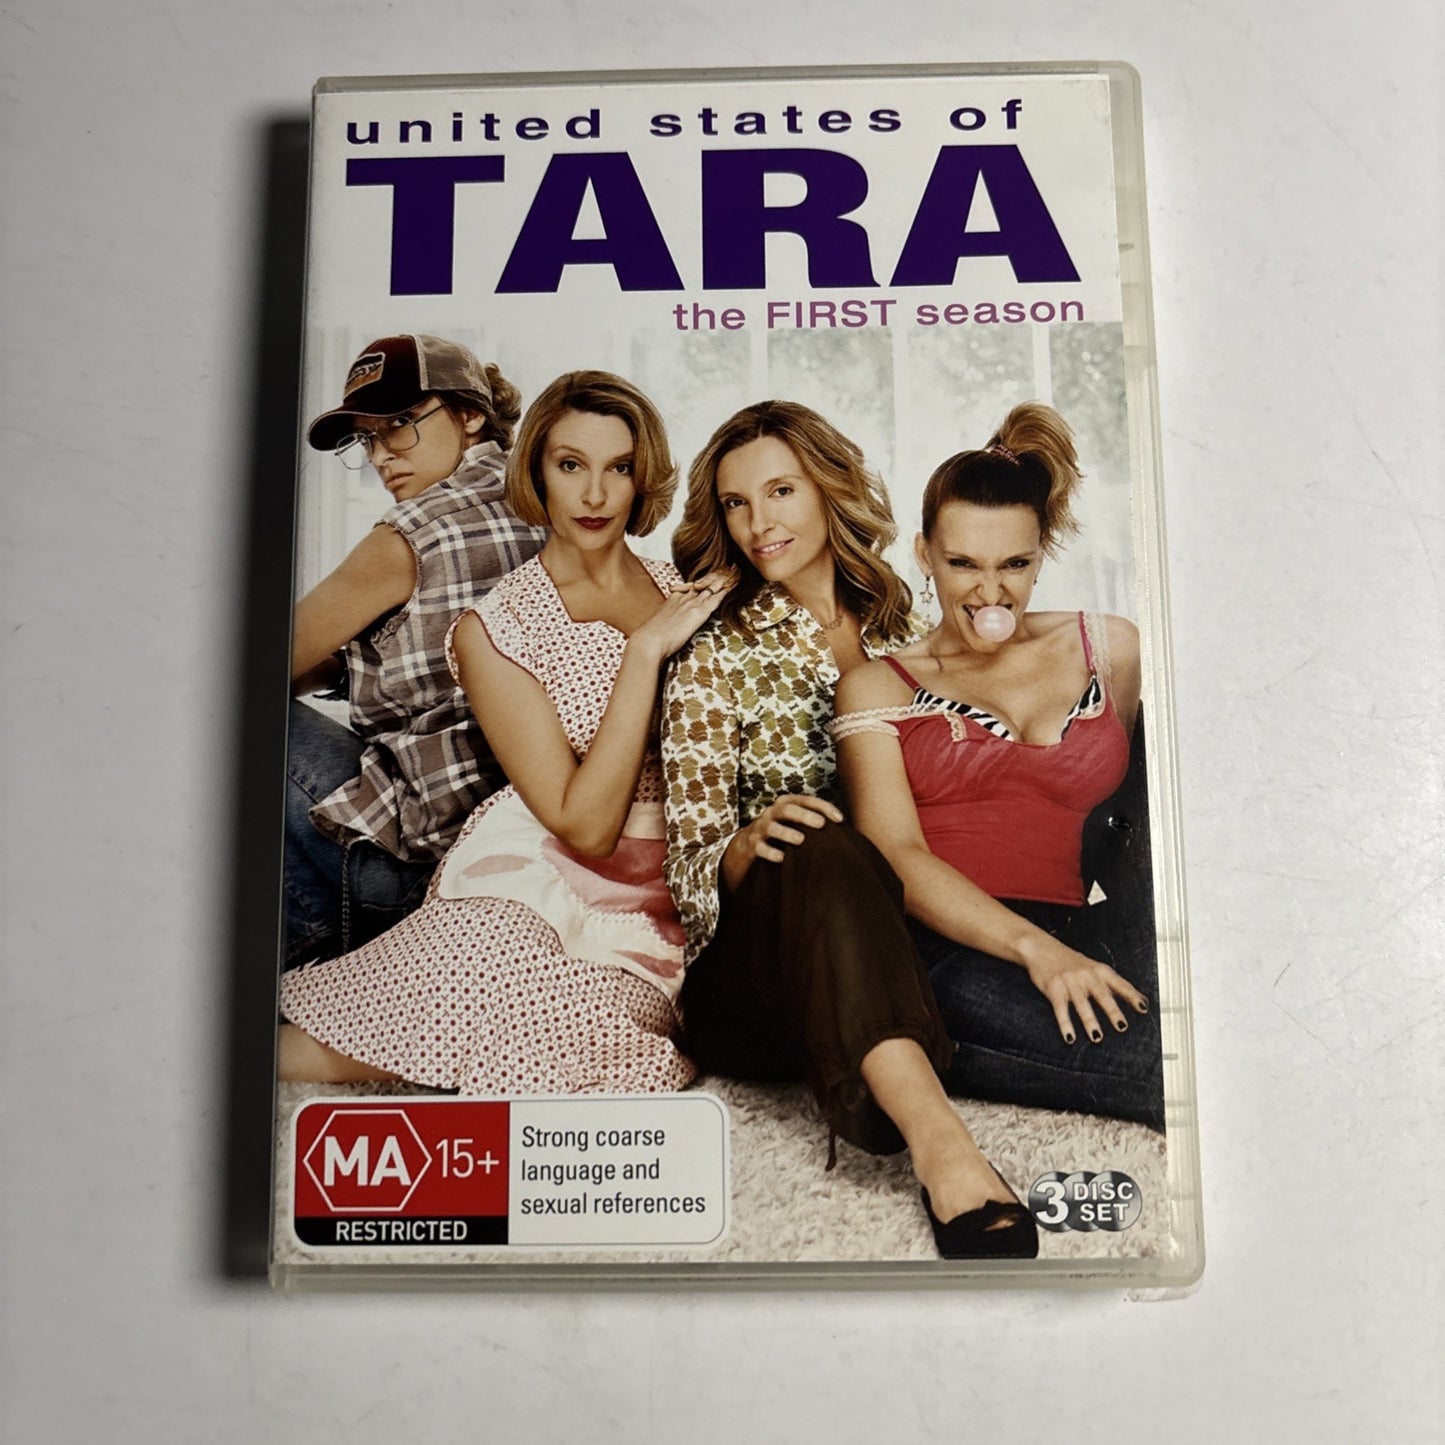 united states of
TARA
the FIRST season
MA 15+
RESTRICTED
Strong coarse
language and
sexual references
3 DISC
SET